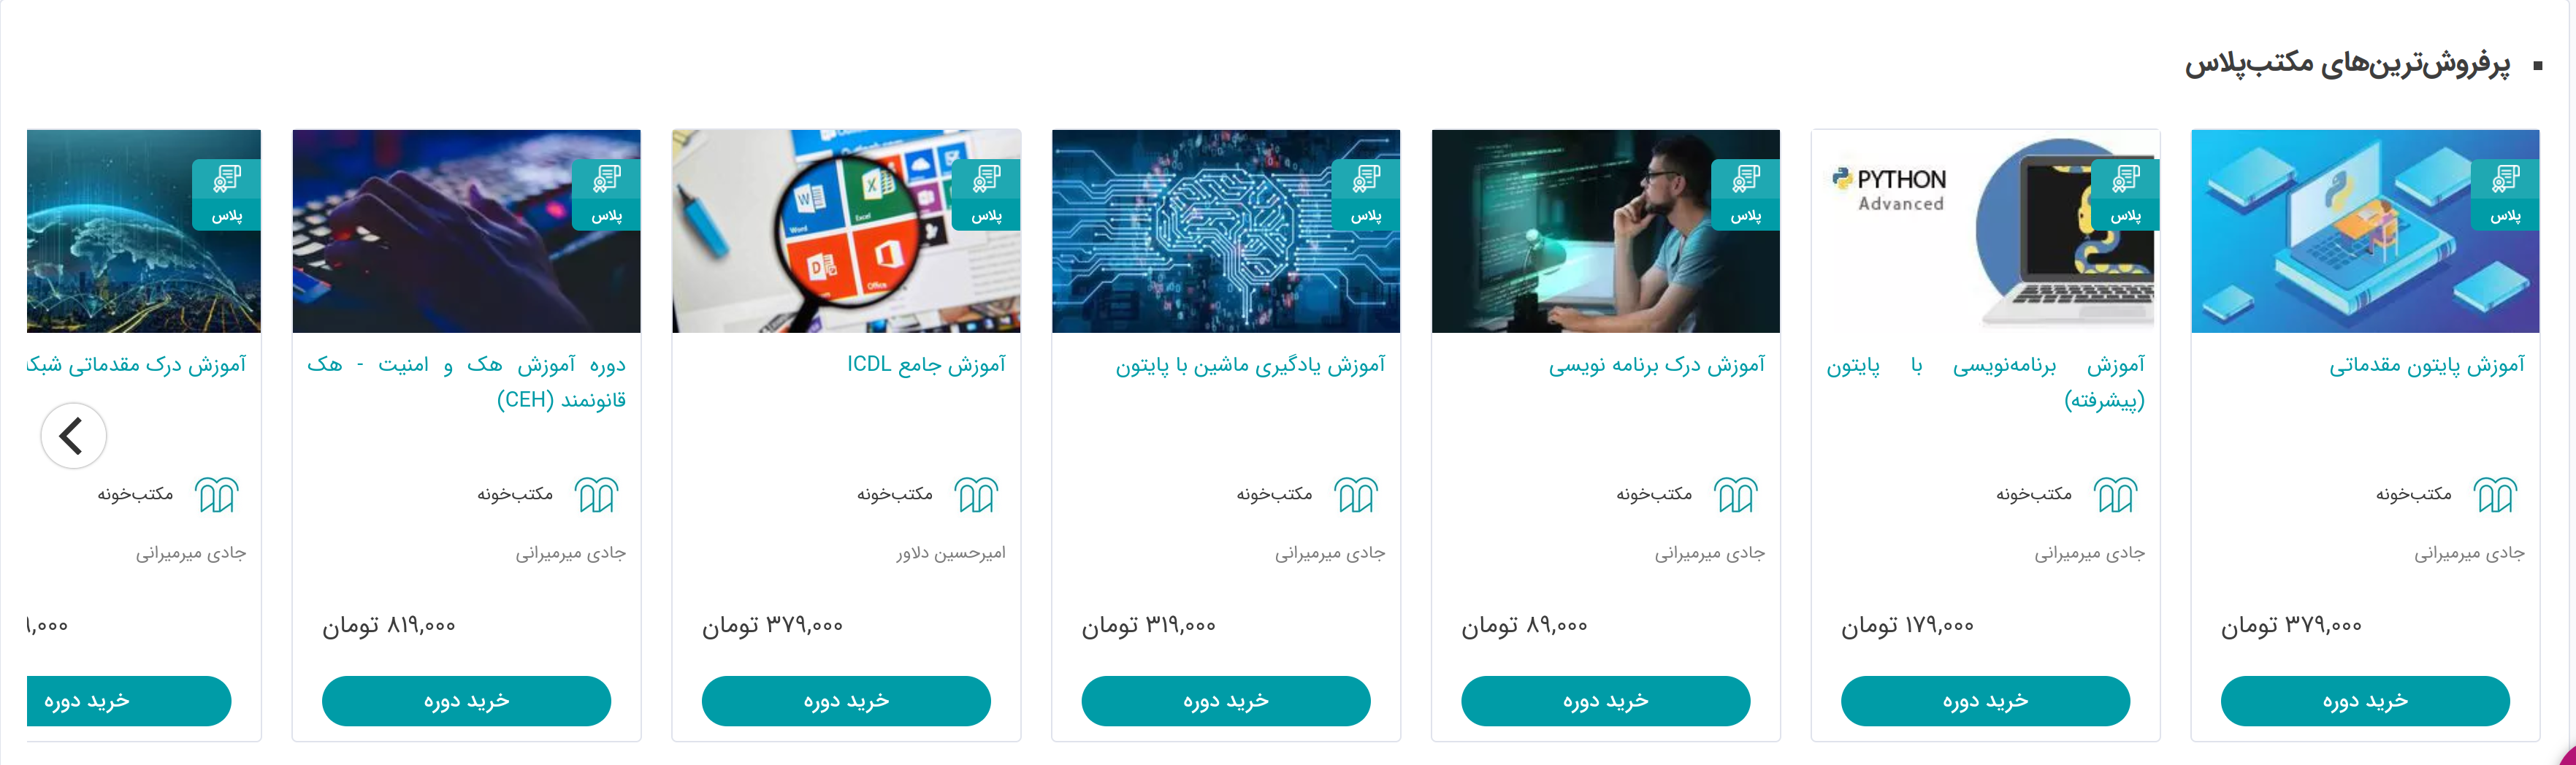 پرفروش‌ترین‌های مکتب‌پلاس
پلاس
آموزش پایتون مقدماتی
مکتب‌خونه
جادی میرمیرانی
۳۷۹,۰۰۰ تومان
خرید دوره
PYTHON
Advanced
پلاس
آموزش برنامه‌نویسی با پایتون
(پیشرفته)
مکتب‌خونه
جادی میرمیرانی
۱۷۹,۰۰۰ تومان
خرید دوره
پلاس
آموزش درک برنامه نویسی
مکتب‌خونه
جادی میرمیرانی
۸۹,۰۰۰ تومان
خرید دوره
پلاس
آموزش یادگیری ماشین با پایتون
مکتب‌خونه
جادی میرمیرانی
۳۱۹,۰۰۰ تومان
خرید دوره
Word
Excel
Office
پلاس
آموزش جامع ICDL
مکتب‌خونه
امیرحسین دلاور
۳۷۹,۰۰۰ تومان
خرید دوره
پلاس
دوره آموزش هک و امنیت - هک
قانونمند (CEH)
مکتب‌خونه
جادی میرمیرانی
۸۱۹,۰۰۰ تومان
خرید دوره
پلاس
آموزش درک مقدماتی
مکتب‌خونه
جادی میرمیرانی
خرید دوره